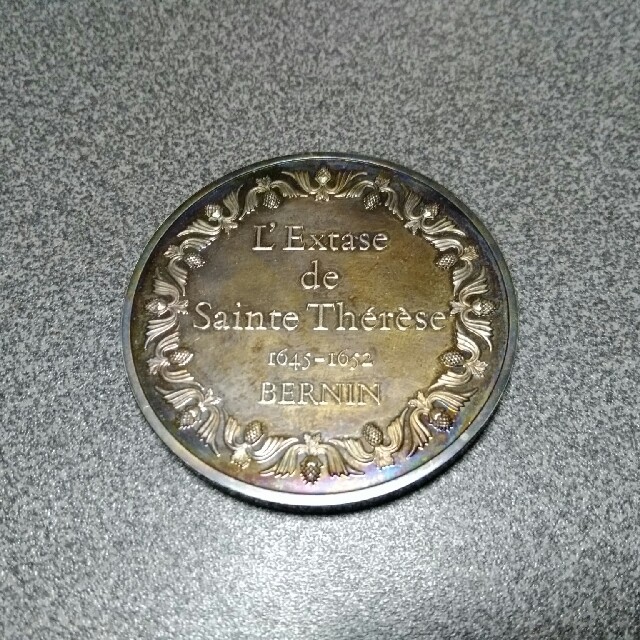 L'Extase
de
Sainte Thérèse
1645-1652
BERNIN